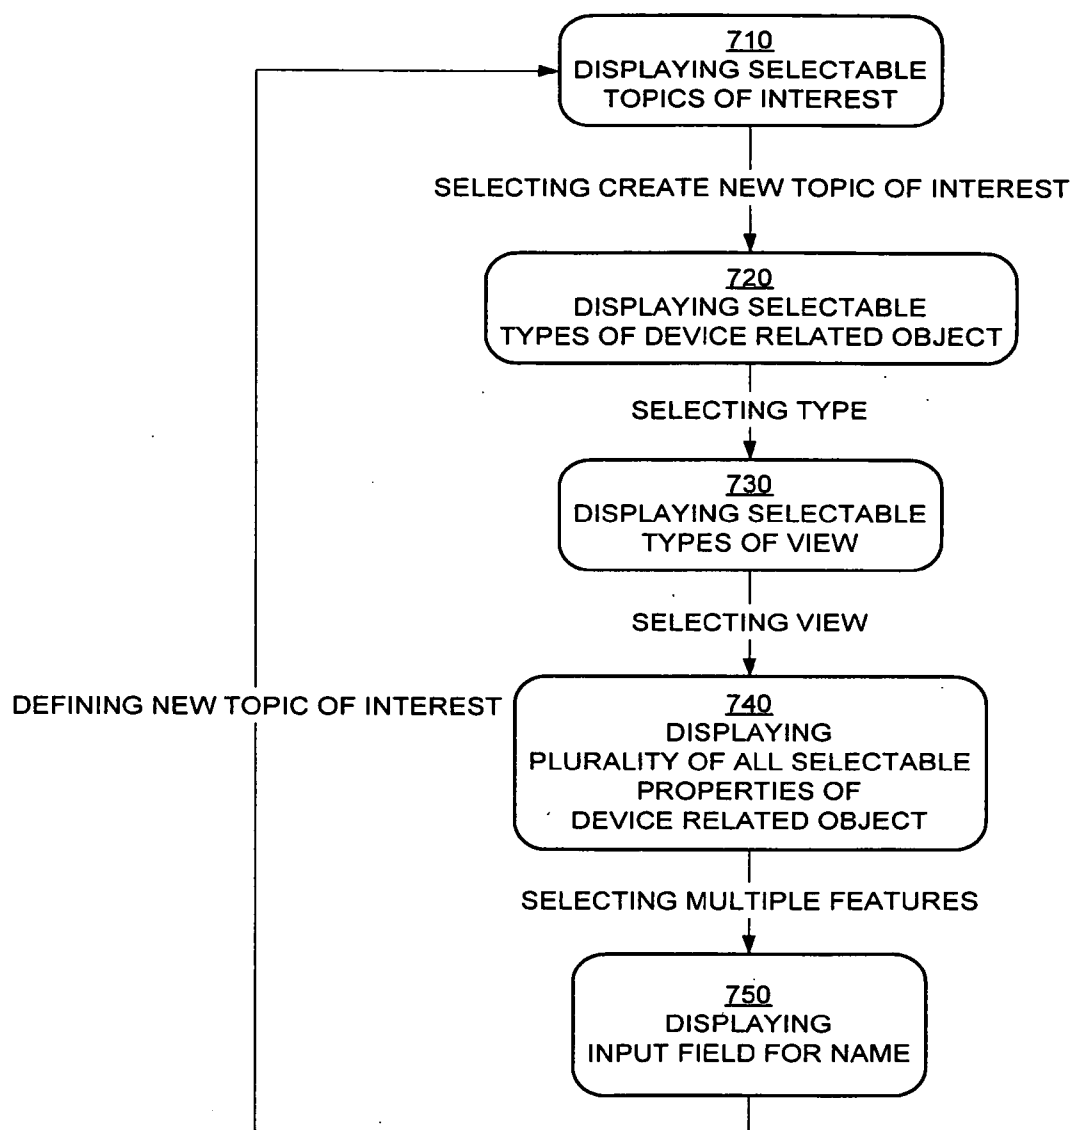 710
DISPLAYING SELECTABLE
TOPICS OF INTEREST
SELECTING CREATE NEW TOPIC OF INTEREST
720
DISPLAYING SELECTABLE
TYPES OF DEVICE RELATED OBJECT
SELECTING TYPE
730
DISPLAYING SELECTABLE
TYPES OF VIEW
SELECTING VIEW
DEFINING NEW TOPIC OF INTEREST
740
DISPLAYING
PLURALITY OF ALL SELECTABLE
PROPERTIES OF
DEVICE RELATED OBJECT
SELECTING MULTIPLE FEATURES
750
DISPLAYING
INPUT FIELD FOR NAME